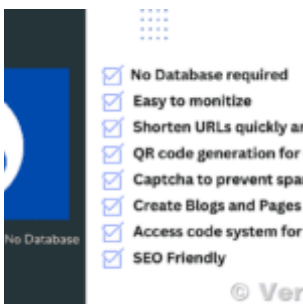 No Database required
Easy to monitize
Shorten URLs quickly an
QR code generation for
Captcha to prevent spa
Create Blogs and Pages
Access code system for
No Database
SEO Friendly
© Ver